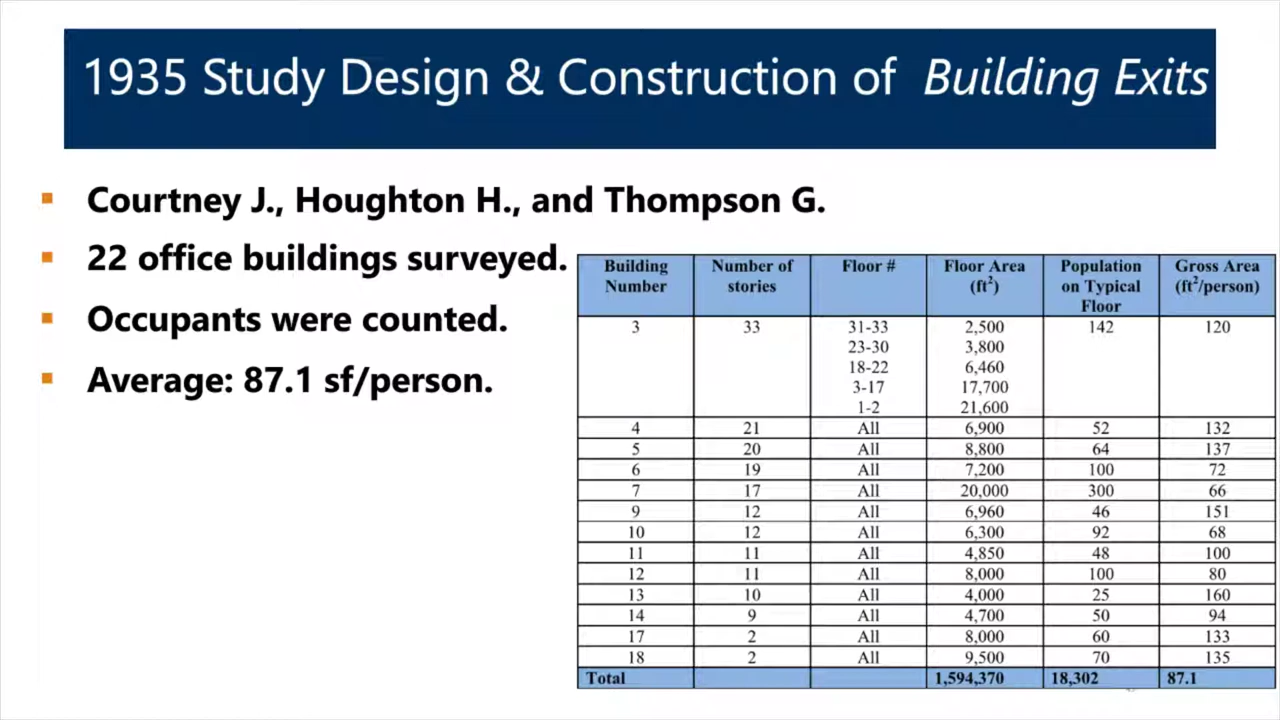 1935 Study Design & Construction of Building Exits
▪ Courtney J., Houghton H., and Thompson G.
▪ 22 office buildings surveyed.
▪ Occupants were counted.
▪ Average: 87.1 sf/person.
Building Number | Number of stories | Floor # | Floor Area (ft²) | Population on Typical Floor | Gross Area (ft²/person)
3 | 33 | 31-33 | 2,500 | 142 | 120
23-30 | 3,800
18-22 | 6,460
3-17 | 17,700
1-2 | 21,600
4 | 21 | All | 6,900 | 52 | 132
5 | 20 | All | 8,800 | 64 | 137
6 | 19 | All | 7,200 | 100 | 72
7 | 17 | All | 20,000 | 300 | 66
9 | 12 | All | 6,960 | 46 | 151
10 | 12 | All | 6,300 | 92 | 68
11 | 11 | All | 4,850 | 48 | 100
12 | 11 | All | 8,000 | 100 | 80
13 | 10 | All | 4,000 | 25 | 160
14 | 9 | All | 4,700 | 50 | 94
17 | 2 | All | 8,000 | 60 | 133
18 | 2 | All | 9,500 | 70 | 135
Total | 1,594,370 | 18,302 | 87.1